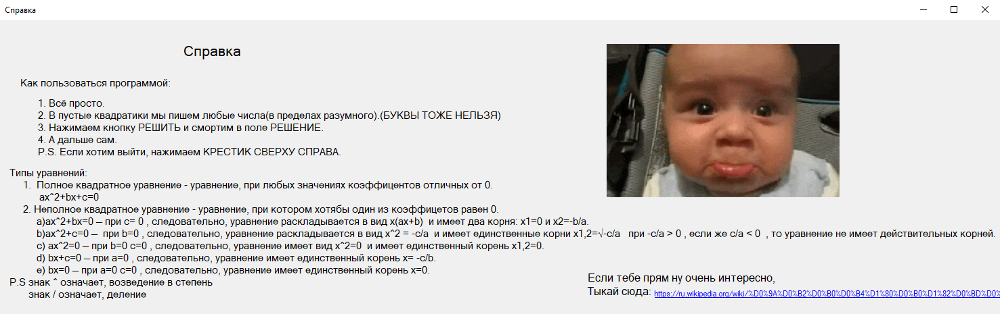 Справка
Справка
Как пользоваться программой:
1. Всё просто.
2. В пустые квадратики мы пишем любые числа(в пределах разумного).(БУКВЫ ТОЖЕ НЕЛЬЗЯ)
3. Нажимаем кнопку РЕШИТЬ и смортим в поле РЕШЕНИЕ.
4. А дальше сам.
P.S. Если хотим выйти, нажимаем КРЕСТИК СВЕРХУ СПРАВА.
Типы уравнений:
1. Полное квадратное уравнение - уравнение, при любых значениях коэффицентов отличных от 0.
ax^2+bx+c=0
2. Неполное квадратное уравнение - уравнение, при котором хотябы один из коэффицетов равен 0.
a)ax^2+bx=0 – при c= 0 , следовательно, уравнение раскладывается в вид x(ax+b) и имеет два корня: x1=0 и x2=-b/a.
b)ax^2+c=0 – при b=0 , следовательно, уравнение раскладывается в вид x^2 = -c/a и имеет единственные корни x1,2=√-c/a при -c/a > 0 , если же c/a < 0 , то уравнение не имеет действительных корней.
c) ax^2=0 – при b=0 c=0 , следовательно, уравнение имеет вид x^2=0 и имеет единственный корень x1,2=0.
d) bx+c=0 – при a=0 , следовательно, уравнение имеет единственный корень x= -c/b.
e) bx=0 – при a=0 c=0 , следовательно, уравнение имеет единственный корень x=0.
P.S знак ^ означает, возведение в степень
знак / означает, деление
Если тебе прям ну очень интересно,
Тыкай сюда: https://ru.wikipedia.org/wiki/%D0%9A%D0%B2%D0%B0%D0%B4%D1%80%D0%B0%D1%82%D0%BD%D0%